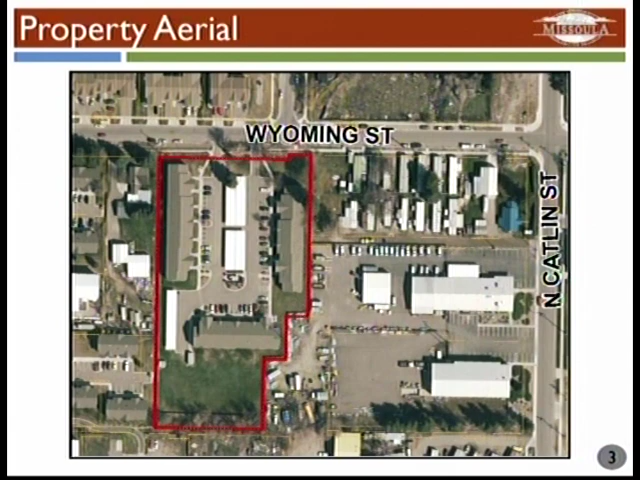 Property Aerial
MISSOULA
WYOMING ST
N CATLIN ST
3